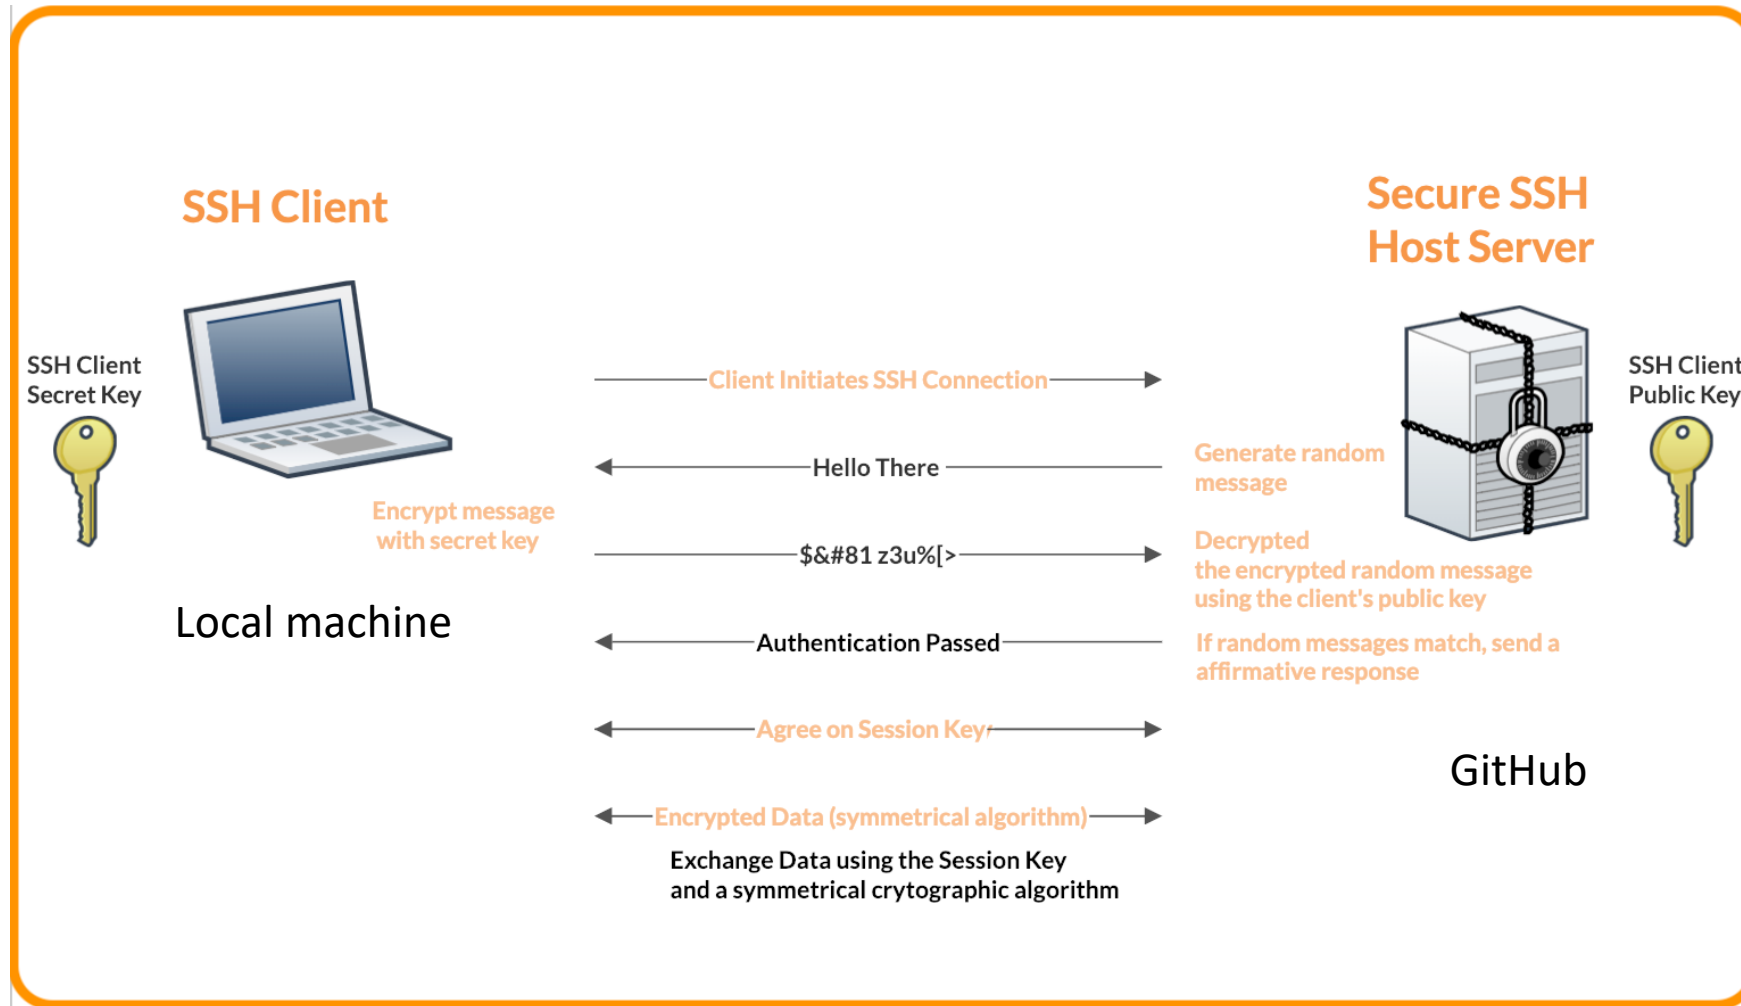 SSH Client
Secure SSH
Host Server
SSH Client
Secret Key
SSH Client
Public Key
Client Initiates SSH Connection
Hello There
Generate random
message
Encrypt message
with secret key
$&#81 z3u%[>
Decrypted
the encrypted random message
using the client's public key
Local machine
Authentication Passed
If random messages match, send a
affirmative response
Agree on Session Key
GitHub
Encrypted Data (symmetrical algorithm)
Exchange Data using the Session Key
and a symmetrical crytographic algorithm